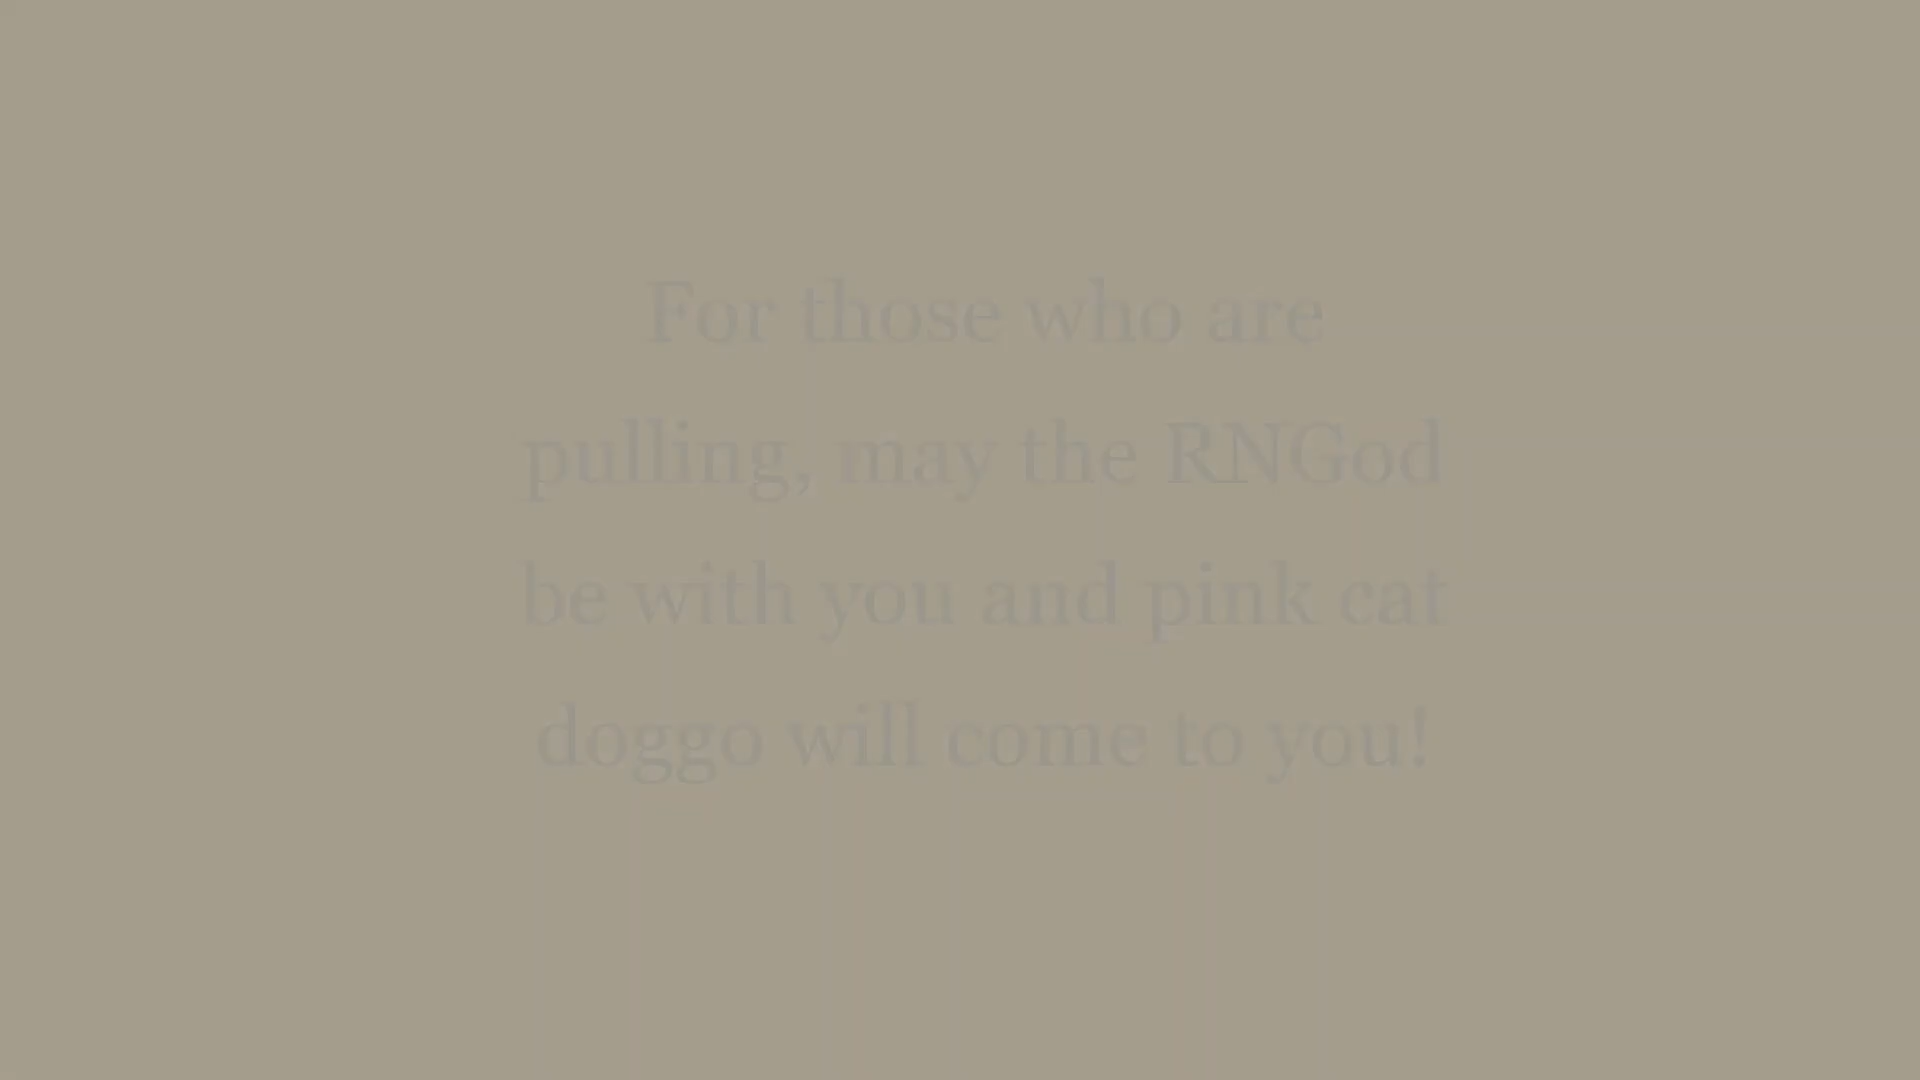 For those who are
pulling, may the RNGod
be with you and pink cat
doggo will come to you!